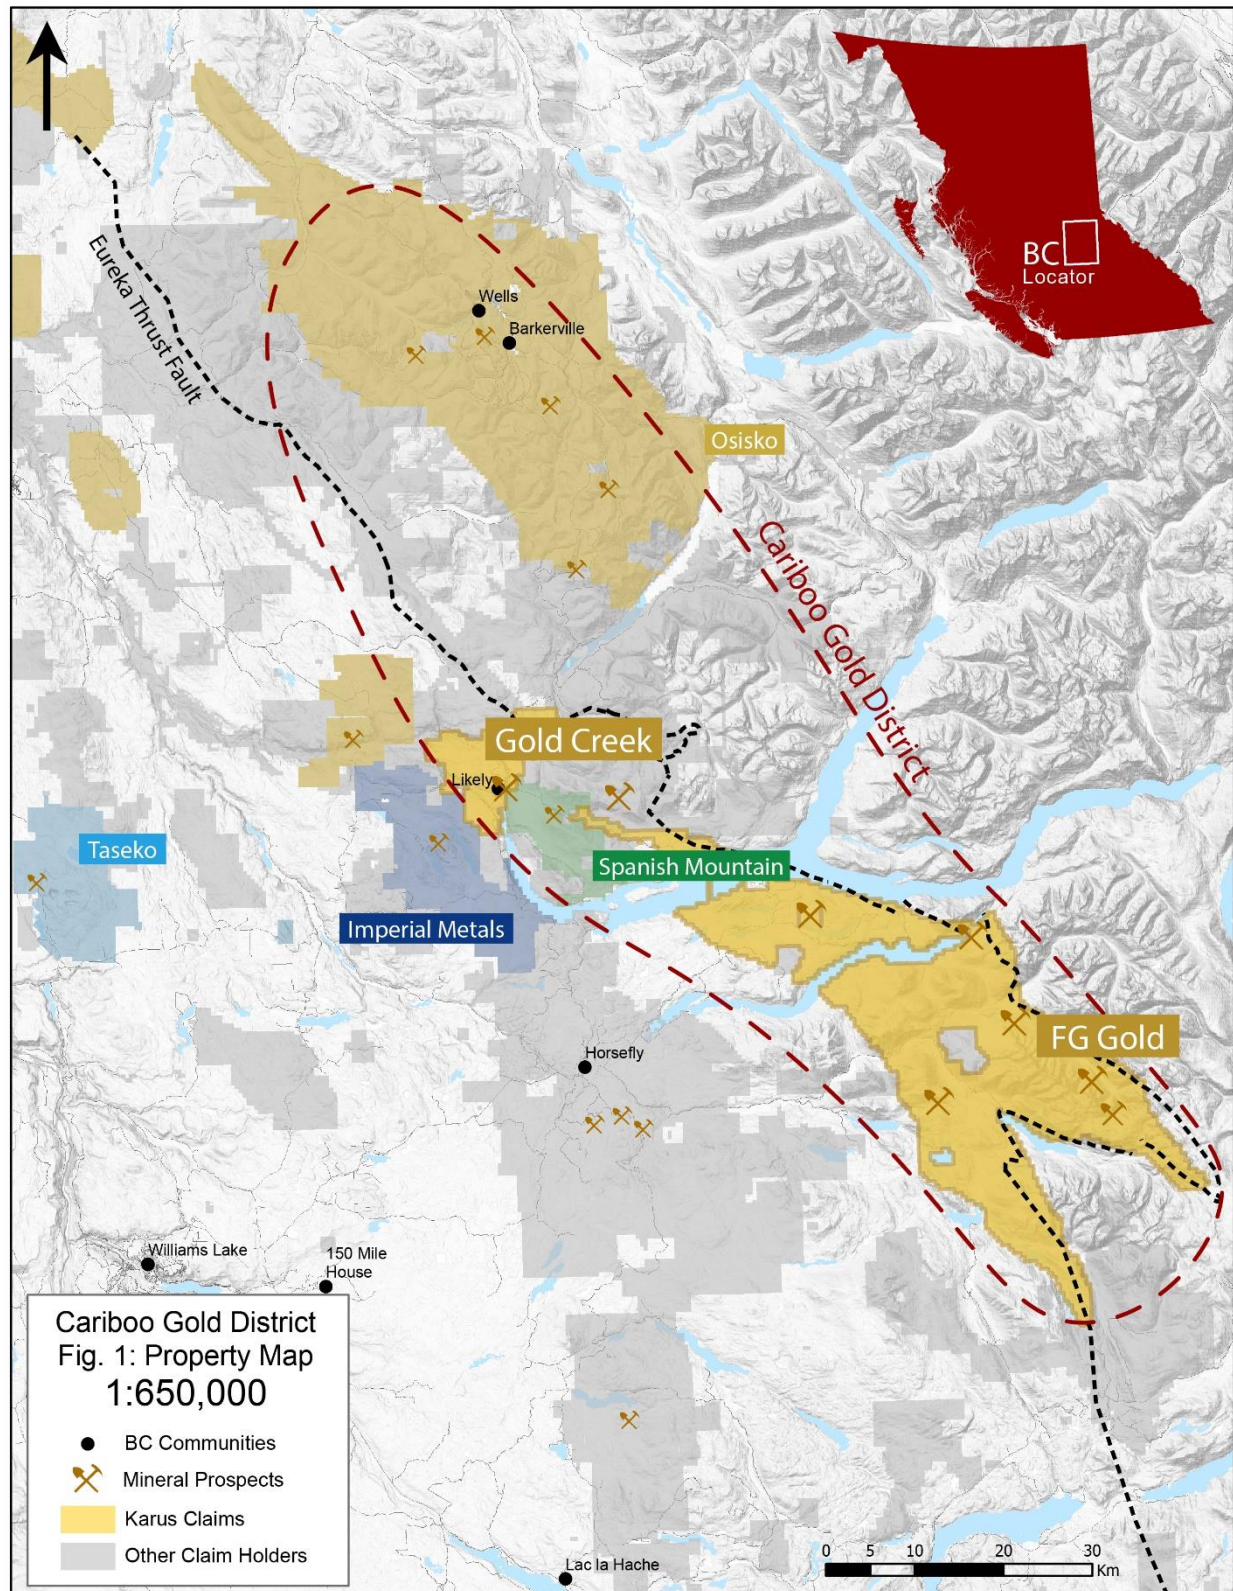 BC
Locator
Eureka Thrust Fault
Wells
Barkerville
Osisko
Cariboo Gold District
Gold Creek
Likely
Taseko
Spanish Mountain
Imperial Metals
FG Gold
Horsefly
Williams Lake
150 Mile
House
Cariboo Gold District
Fig. 1: Property Map
1:650,000
BC Communities
Mineral Prospects
Karus Claims
Other Claim Holders
Lac la Hache
0 5 10 20 30
Km